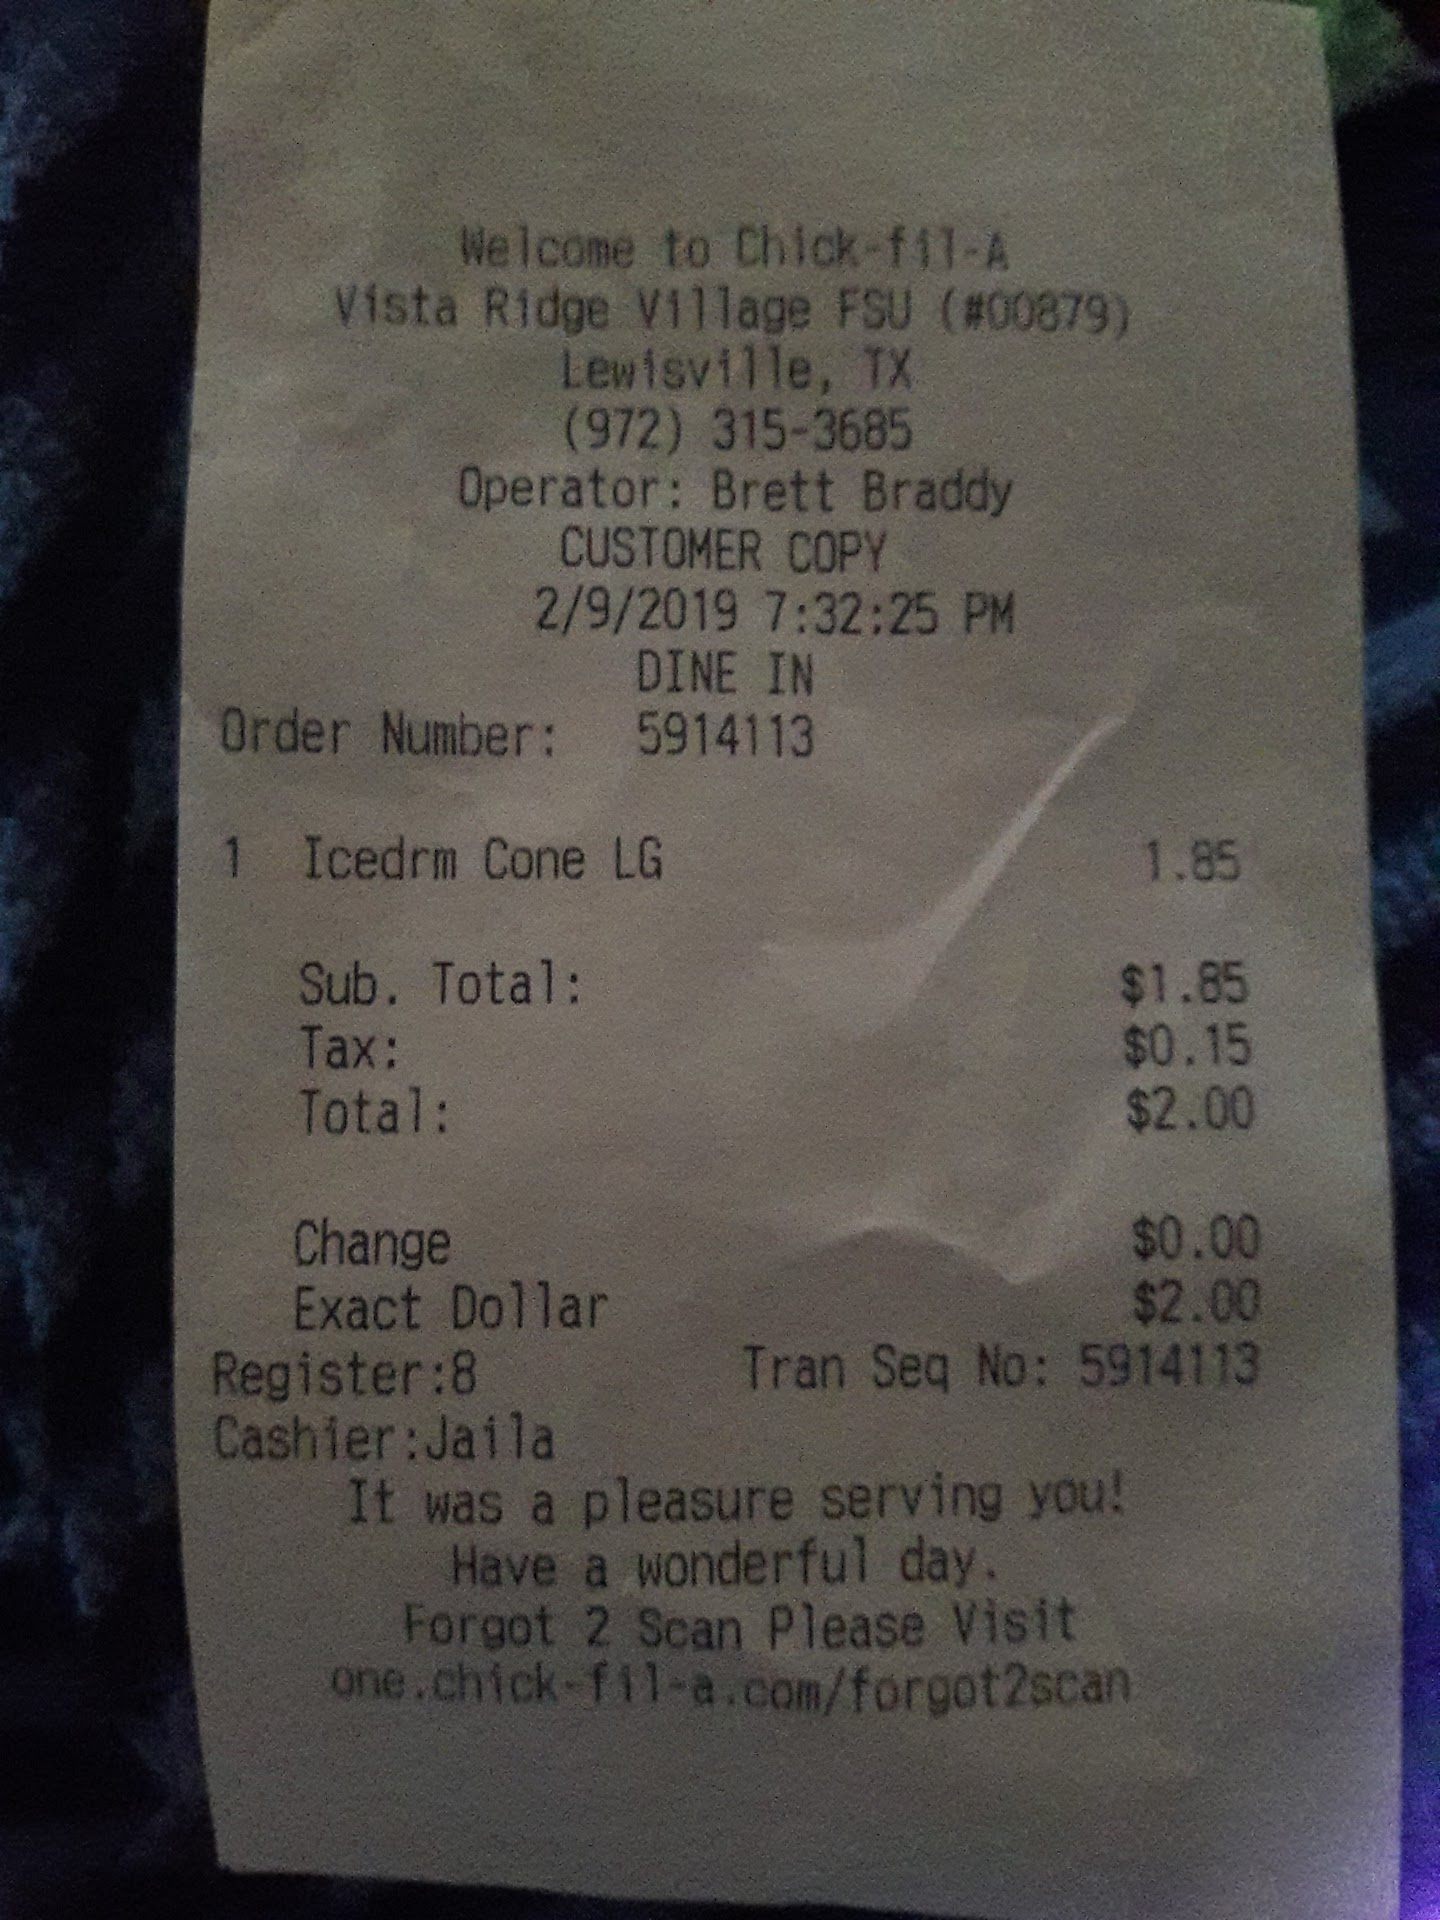 Welcome to Chick-fil-A
Vista Ridge Village FSU (#00879)
Lewisville, TX
(972) 315-3685
Operator: Brett Braddy
CUSTOMER COPY
2/9/2019 7:32:25 PM
DINE IN
Order Number: 5914113
1 Icedrm Cone LG 1.85
Sub. Total: $1.85
Tax: $0.15
Total: $2.00
Change $0.00
Exact Dollar $2.00
Register:8 Tran Seq No: 5914113
Cashier:Jaila
It was a pleasure serving you!
Have a wonderful day.
Forgot 2 Scan Please Visit
one.chick-fil-a.com/forgot2scan